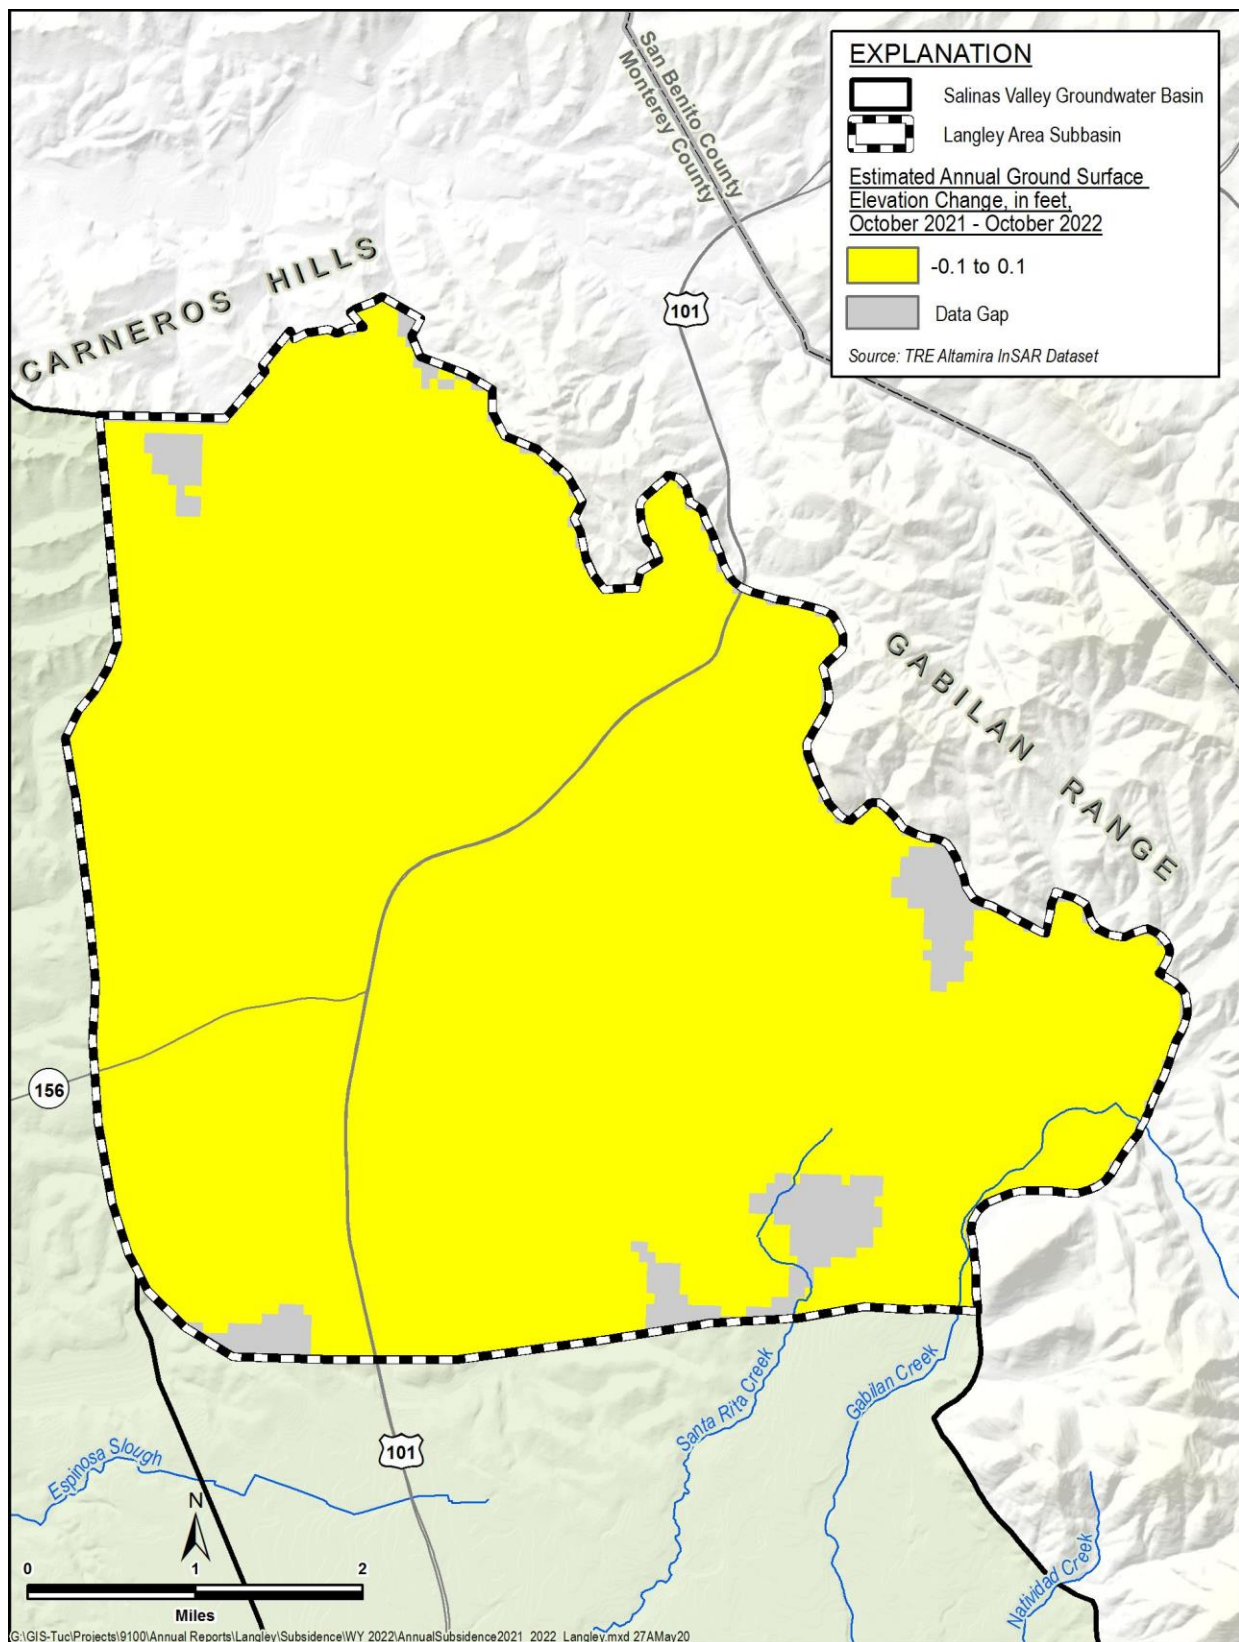 San Benito County
Monterey County
EXPLANATION
Salinas Valley Groundwater Basin
Langley Area Subbasin
Estimated Annual Ground Surface
Elevation Change, in feet,
October 2021 - October 2022
-0.1 to 0.1
Data Gap
Source: TRE Altamira InSAR Dataset
CARNEROS HILLS
101
GABILAN RANGE
156
Santa Rita Creek
Gabilan Creek
101
Espinosa Slough
Natividad Creek
N
0 1 2
Miles
G:\GIS-Tuc\Projects\9100\Annual Reports\Langley\Subsidence\WY 2022\AnnualSubsidence2021_2022_Langley.mxd 27AMay20